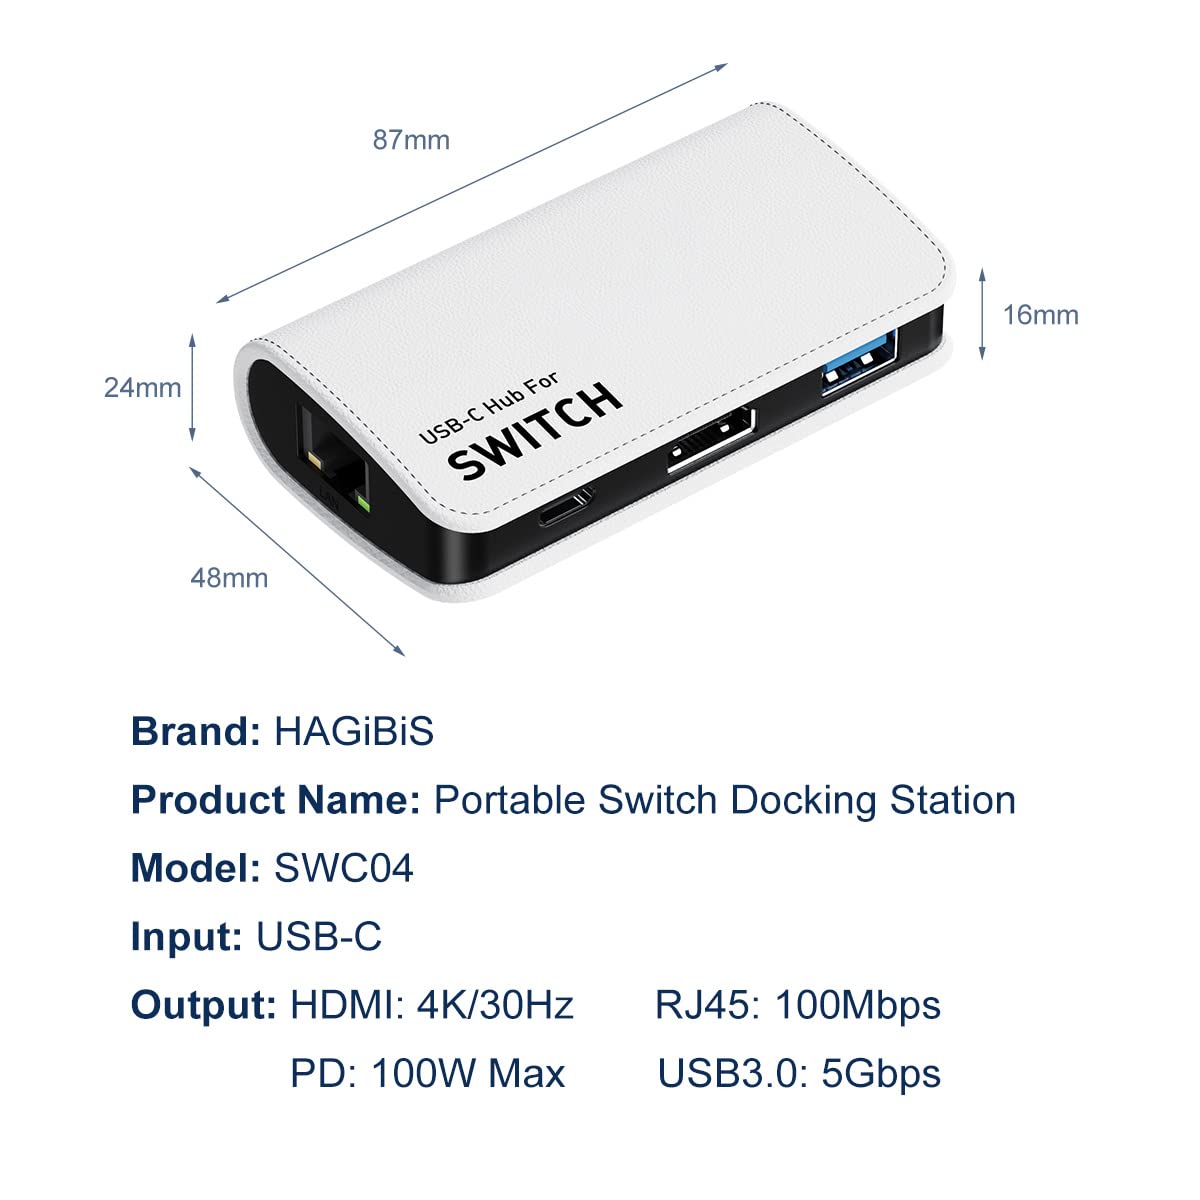 87mm
16mm
24mm
USB-C Hub For
SWITCH
LAN
48mm
Brand: HAGiBiS
Product Name: Portable Switch Docking Station
Model: SWC04
Input: USB-C
Output: HDMI: 4K/30Hz RJ45: 100Mbps
PD: 100W Max USB3.0: 5Gbps